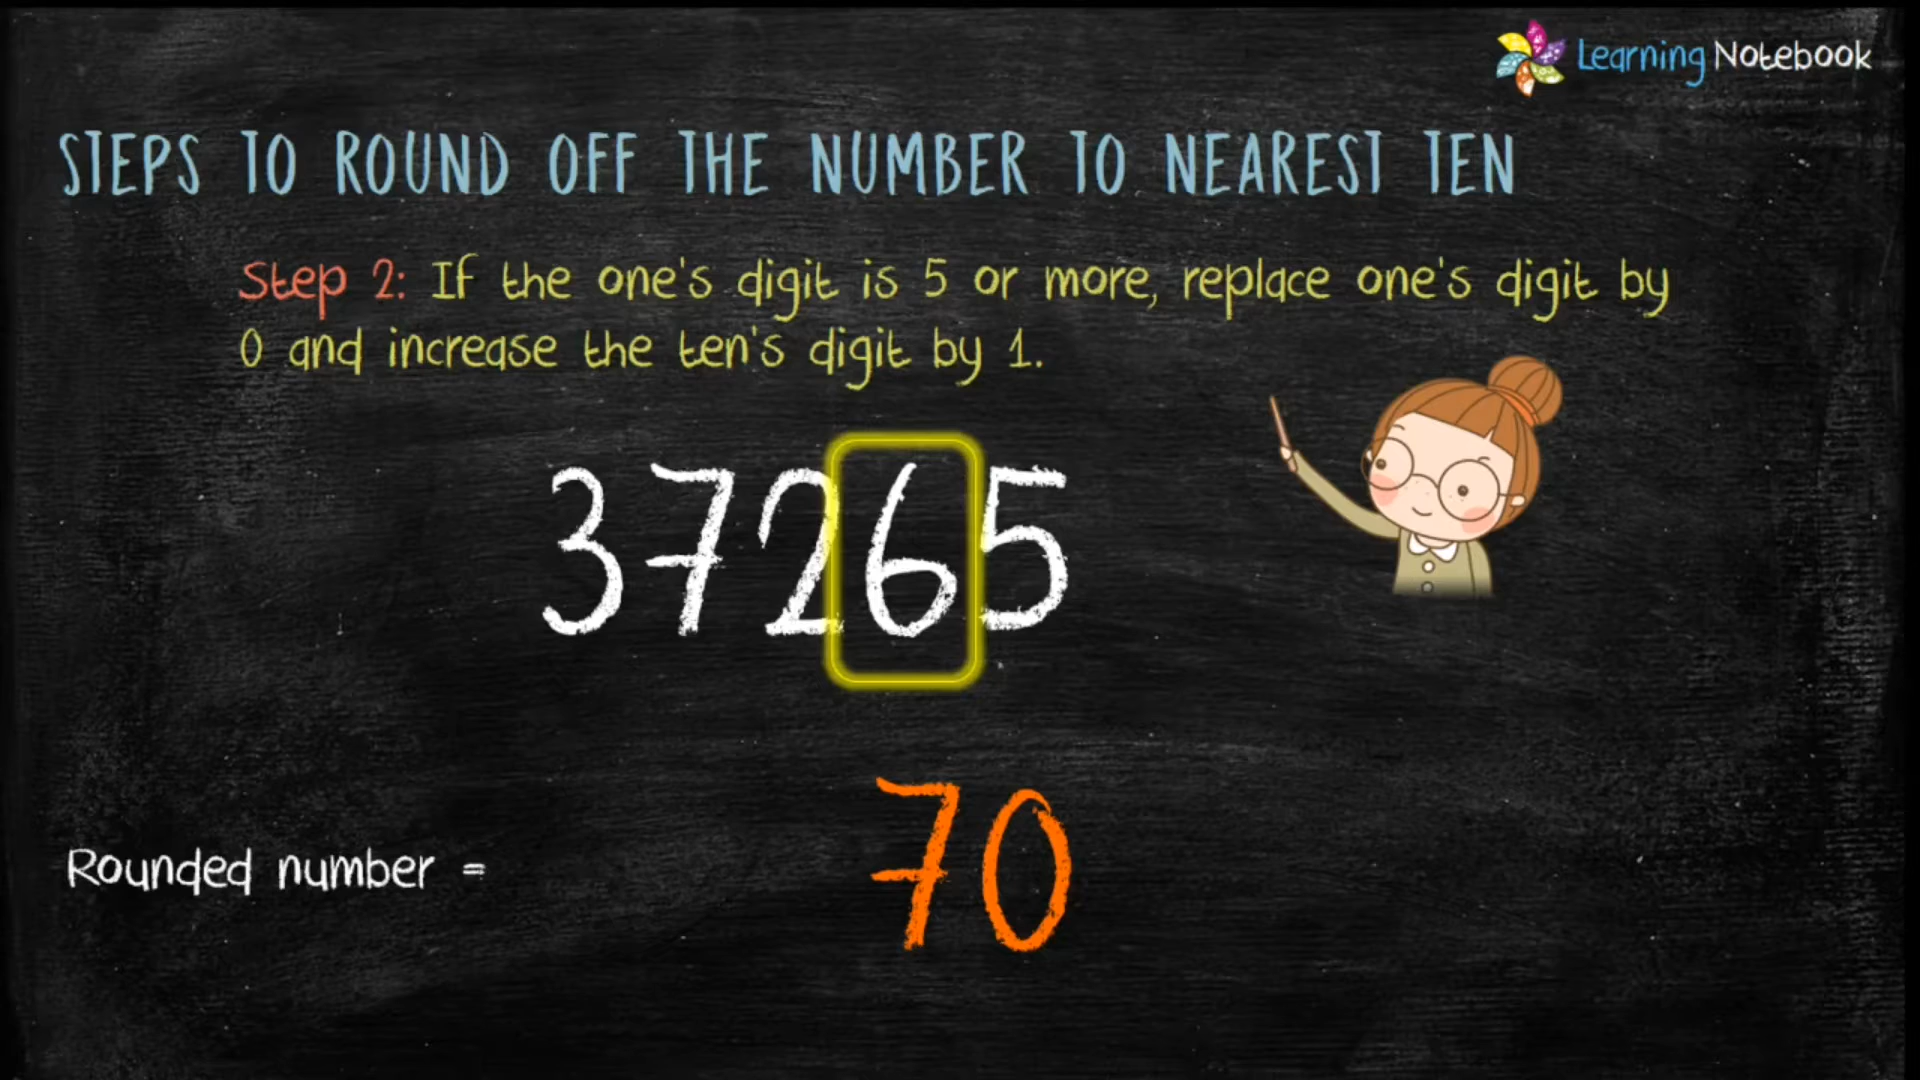 Learning Notebook
STEPS TO ROUND OFF THE NUMBER TO NEAREST TEN
Step 2: If the one's digit is 5 or more, replace one's digit by
0 and increase the ten's digit by 1.
37265
70
Rounded number =